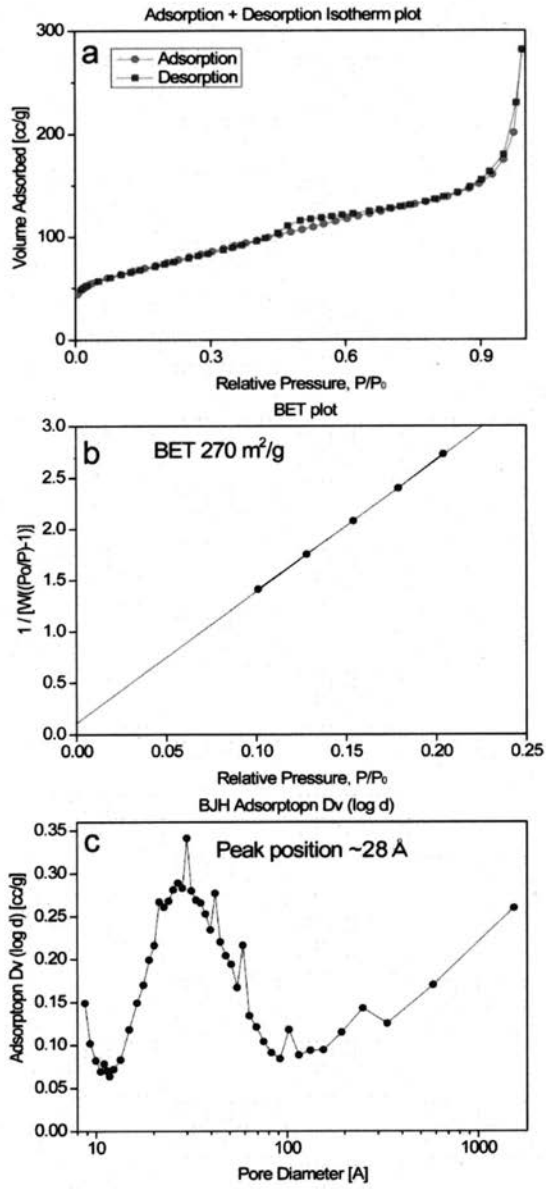 Adsorption + Desorption Isotherm plot
a
Adsorption
Desorption
Volume Adsorbed [cc/g]
300
200
100
0
0.0 0.3 0.6 0.9
Relative Pressure, P/P₀
BET plot
b
BET 270 m²/g
1 / [W((Po/P)-1)]
3.0
2.5
2.0
1.5
1.0
0.5
0.0
0.00 0.05 0.10 0.15 0.20 0.25
Relative Pressure, P/P₀
BJH Adsorptopn Dv (log d)
c
Peak position ~28 Å
Adsorptopn Dv (log d) [cc/g]
0.35
0.30
0.25
0.20
0.15
0.10
0.05
0.00
10 100 1000
Pore Diameter [A]